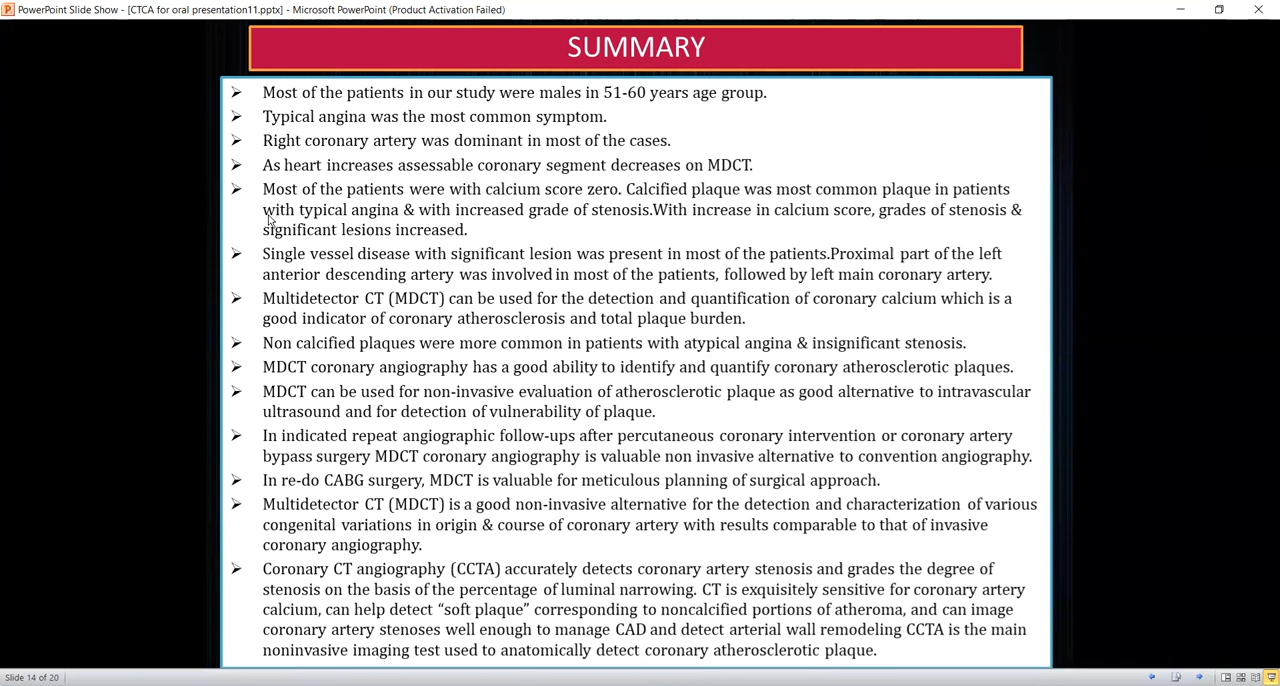 PowerPoint Slide Show - [CTCA for oral presentation11.pptx] - Microsoft PowerPoint (Product Activation Failed)
SUMMARY
Most of the patients in our study were males in 51-60 years age group.
Typical angina was the most common symptom.
Right coronary artery was dominant in most of the cases.
As heart increases assessable coronary segment decreases on MDCT.
Most of the patients were with calcium score zero. Calcified plaque was most common plaque in patients
with typical angina & with increased grade of stenosis.With increase in calcium score, grades of stenosis &
significant lesions increased.
Single vessel disease with significant lesion was present in most of the patients.Proximal part of the left
anterior descending artery was involved in most of the patients, followed by left main coronary artery.
Multidetector CT (MDCT) can be used for the detection and quantification of coronary calcium which is a
good indicator of coronary atherosclerosis and total plaque burden.
Non calcified plaques were more common in patients with atypical angina & insignificant stenosis.
MDCT coronary angiography has a good ability to identify and quantify coronary atherosclerotic plaques.
MDCT can be used for non-invasive evaluation of atherosclerotic plaque as good alternative to intravascular
ultrasound and for detection of vulnerability of plaque.
In indicated repeat angiographic follow-ups after percutaneous coronary intervention or coronary artery
bypass surgery MDCT coronary angiography is valuable non invasive alternative to convention angiography.
In re-do CABG surgery, MDCT is valuable for meticulous planning of surgical approach.
Multidetector CT (MDCT) is a good non-invasive alternative for the detection and characterization of various
congenital variations in origin & course of coronary artery with results comparable to that of invasive
coronary angiography.
Coronary CT angiography (CCTA) accurately detects coronary artery stenosis and grades the degree of
stenosis on the basis of the percentage of luminal narrowing. CT is exquisitely sensitive for coronary artery
calcium, can help detect “soft plaque” corresponding to noncalcified portions of atheroma, and can image
coronary artery stenoses well enough to manage CAD and detect arterial wall remodeling CCTA is the main
noninvasive imaging test used to anatomically detect coronary atherosclerotic plaque.
Slide 14 of 20